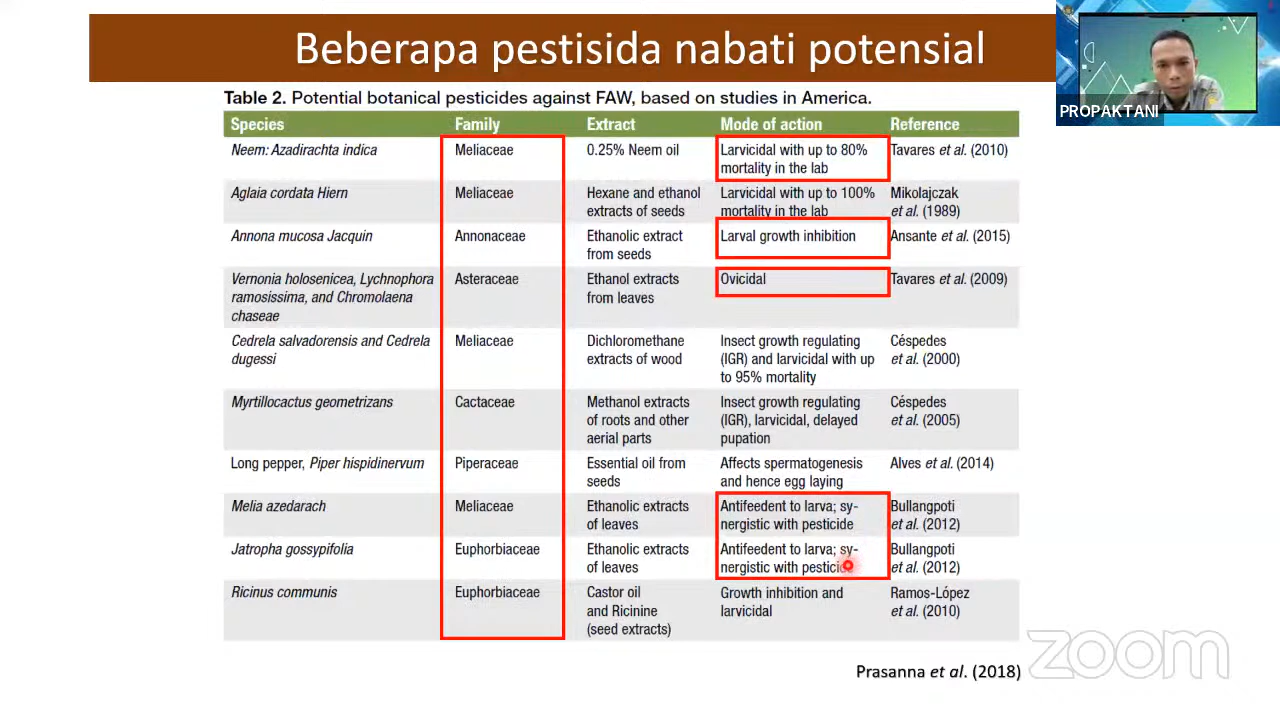 Beberapa pestisida nabati potensial
PROPAKTANI
Table 2. Potential botanical pesticides against FAW, based on studies in America.
Species Family Extract Mode of action Reference
Neem: Azadirachta indica Meliaceae 0.25% Neem oil Larvicidal with up to 80% Tavares et al. (2010)
mortality in the lab
Aglaia cordata Hiern Meliaceae Hexane and ethanol Larvicidal with up to 100% Mikolajczak
extracts of seeds mortality in the lab et al. (1989)
Annona mucosa Jacquin Annonaceae Ethanolic extract Larval growth inhibition Ansante et al. (2015)
from seeds
Vernonia holosenicea, Lychnophora Asteraceae Ethanol extracts Ovicidal Tavares et al. (2009)
ramosissima, and Chromolaena from leaves
chaseae
Cedrela salvadorensis and Cedrela Meliaceae Dichloromethane Insect growth regulating Céspedes
dugessi extracts of wood (IGR) and larvicidal with up et al. (2000)
to 95% mortality
Myrtillocactus geometrizans Cactaceae Methanol extracts Insect growth regulating Céspedes
of roots and other (IGR), larvicidal, delayed et al. (2005)
aerial parts pupation
Long pepper, Piper hispidinervum Piperaceae Essential oil from Affects spermatogenesis Alves et al. (2014)
seeds and hence egg laying
Melia azedarach Meliaceae Ethanolic extracts Antifeedent to larva; sy- Bullangpoti
of leaves nergistic with pesticide et al. (2012)
Jatropha gossypifolia Euphorbiaceae Ethanolic extracts Antifeedent to larva; sy- Bullangpoti
of leaves nergistic with pesticide et al. (2012)
Ricinus communis Euphorbiaceae Castor oil Growth inhibition and Ramos-López
and Ricinine larvicidal et al. (2010)
(seed extracts)
Prasanna et al. (2018)
zoom